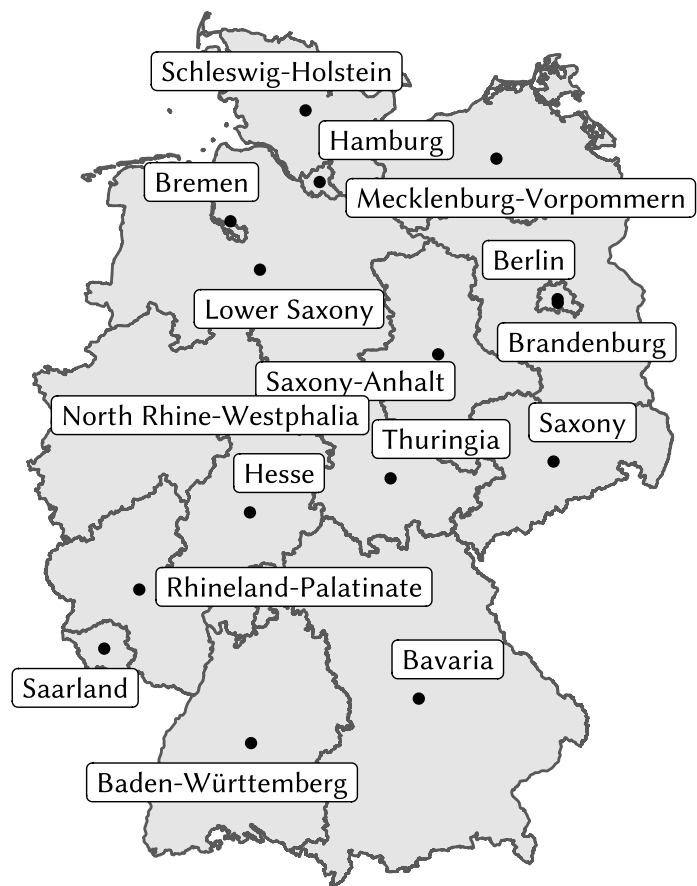 Schleswig-Holstein
Hamburg
Bremen
Mecklenburg-Vorpommern
Berlin
Lower Saxony
Brandenburg
Saxony-Anhalt
North Rhine-Westphalia
Saxony
Thuringia
Hesse
Rhineland-Palatinate
Bavaria
Saarland
Baden-Württemberg